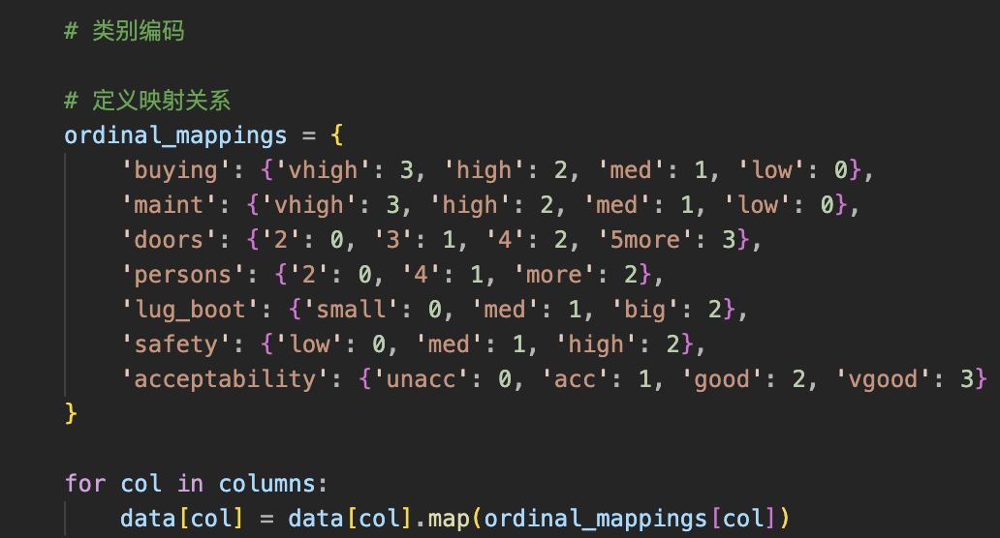 # 类别编码
# 定义映射关系
ordinal_mappings = {
    'buying': {'vhigh': 3, 'high': 2, 'med': 1, 'low': 0},
    'maint': {'vhigh': 3, 'high': 2, 'med': 1, 'low': 0},
    'doors': {'2': 0, '3': 1, '4': 2, '5more': 3},
    'persons': {'2': 0, '4': 1, 'more': 2},
    'lug_boot': {'small': 0, 'med': 1, 'big': 2},
    'safety': {'low': 0, 'med': 1, 'high': 2},
    'acceptability': {'unacc': 0, 'acc': 1, 'good': 2, 'vgood': 3}
}
for col in columns:
    data[col] = data[col].map(ordinal_mappings[col])